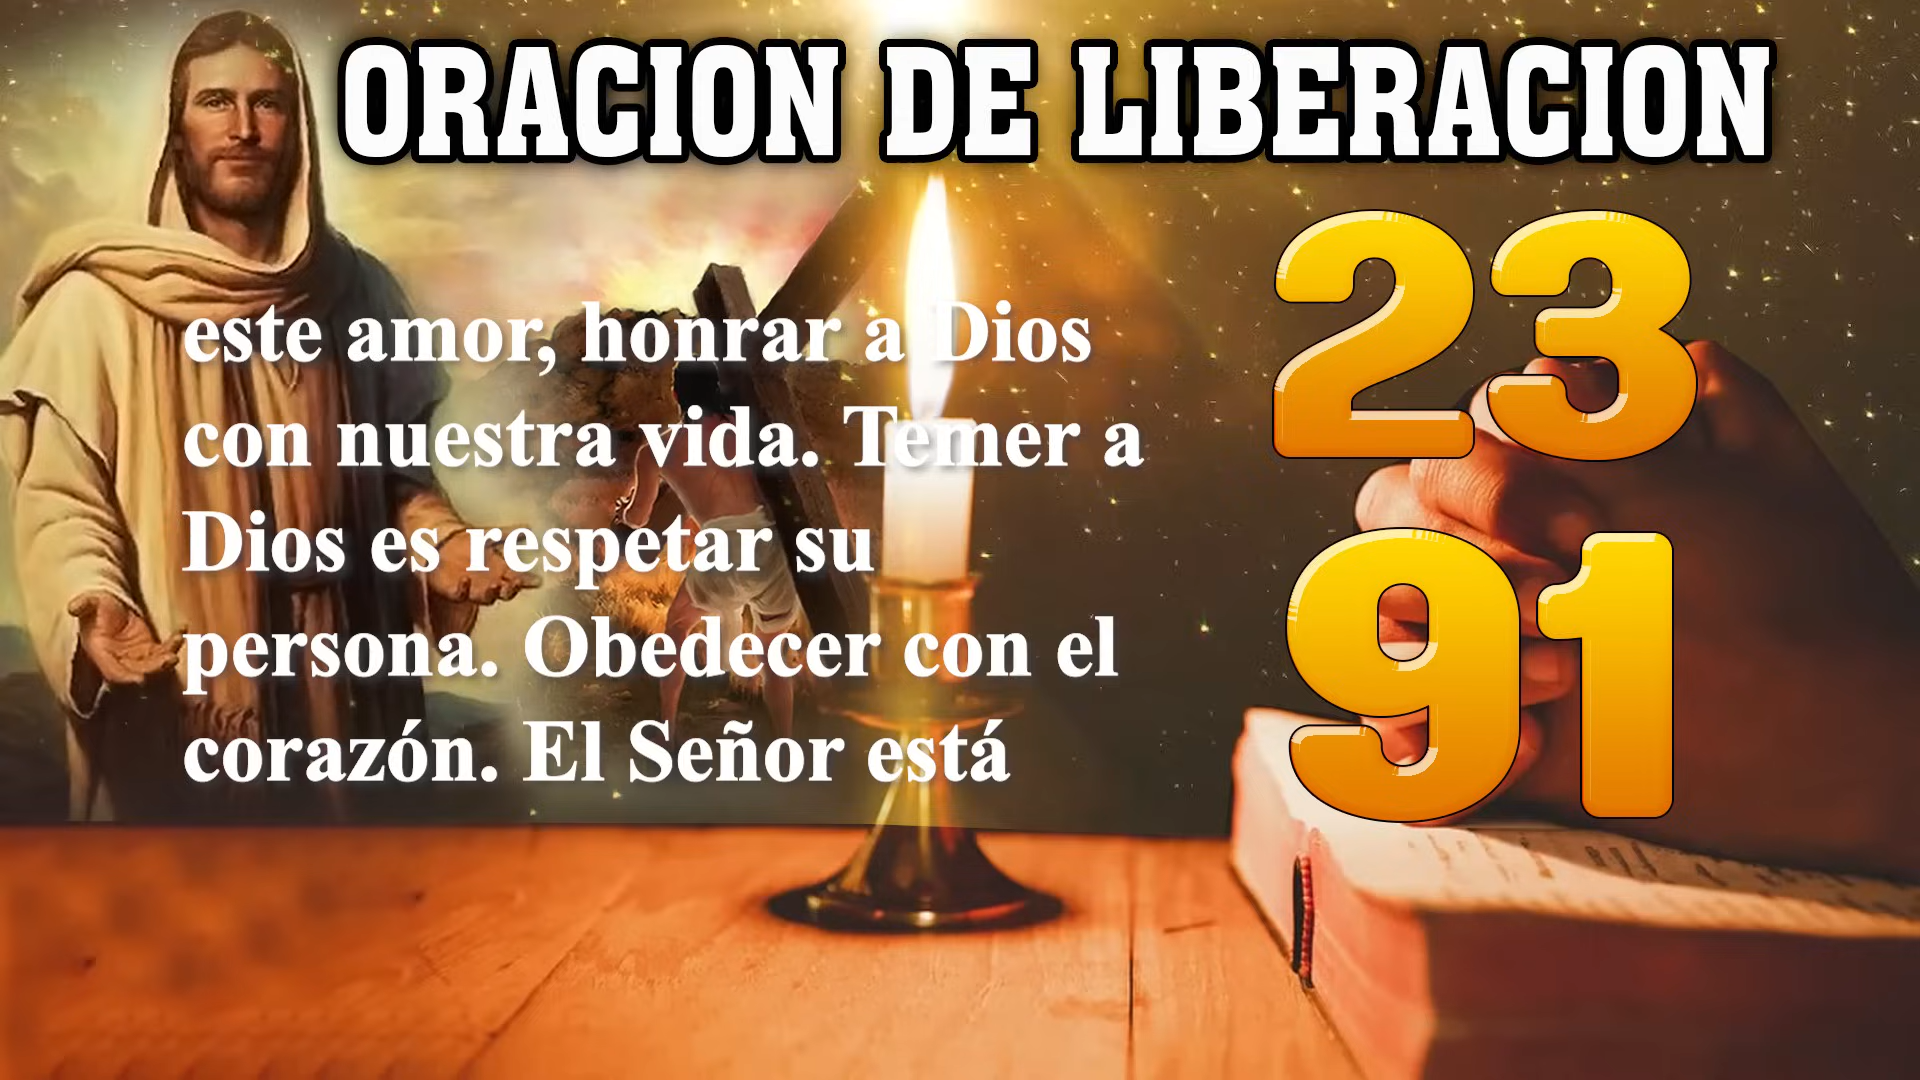 ORACION DE LIBERACION
este amor, honrar a Dios
con nuestra vida. Temer a
Dios es respetar su
persona. Obedecer con el
corazón. El Señor está
23
91